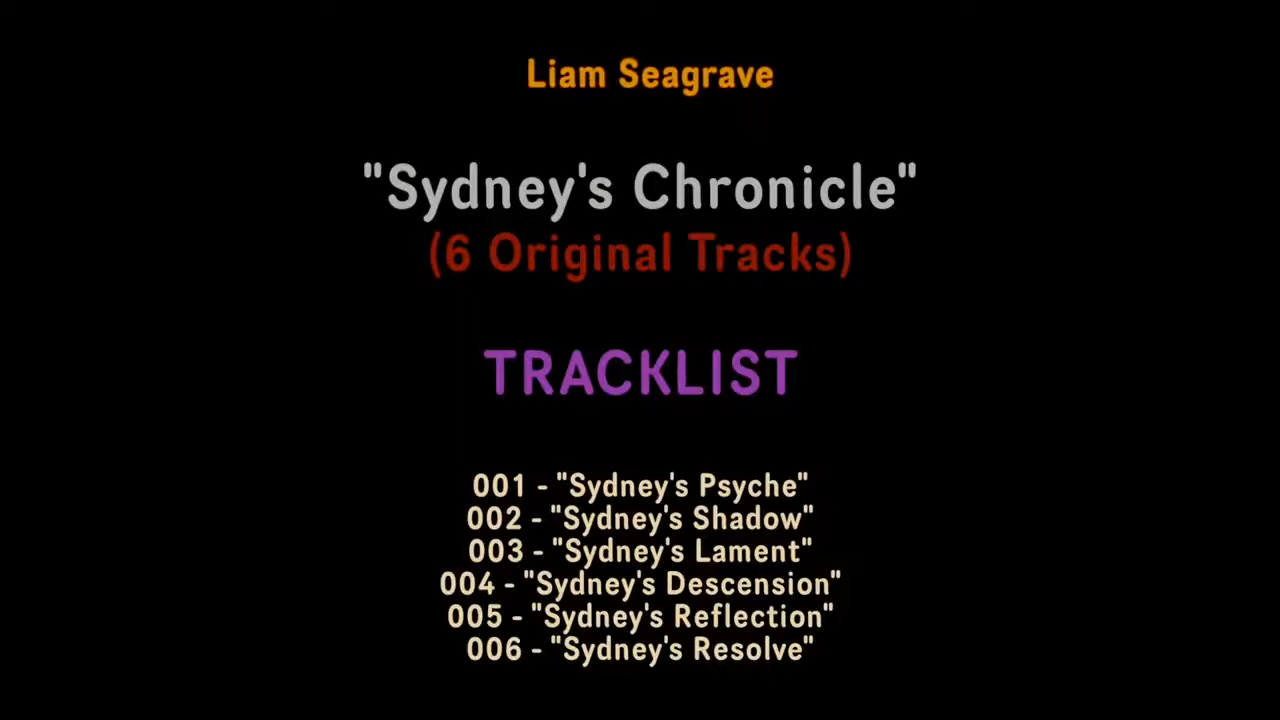 Liam Seagrave
"Sydney's Chronicle"
(6 Original Tracks)
TRACKLIST
001 - "Sydney's Psyche"
002 - "Sydney's Shadow"
003 - "Sydney's Lament"
004 - "Sydney's Descension"
005 - "Sydney's Reflection"
006 - "Sydney's Resolve"